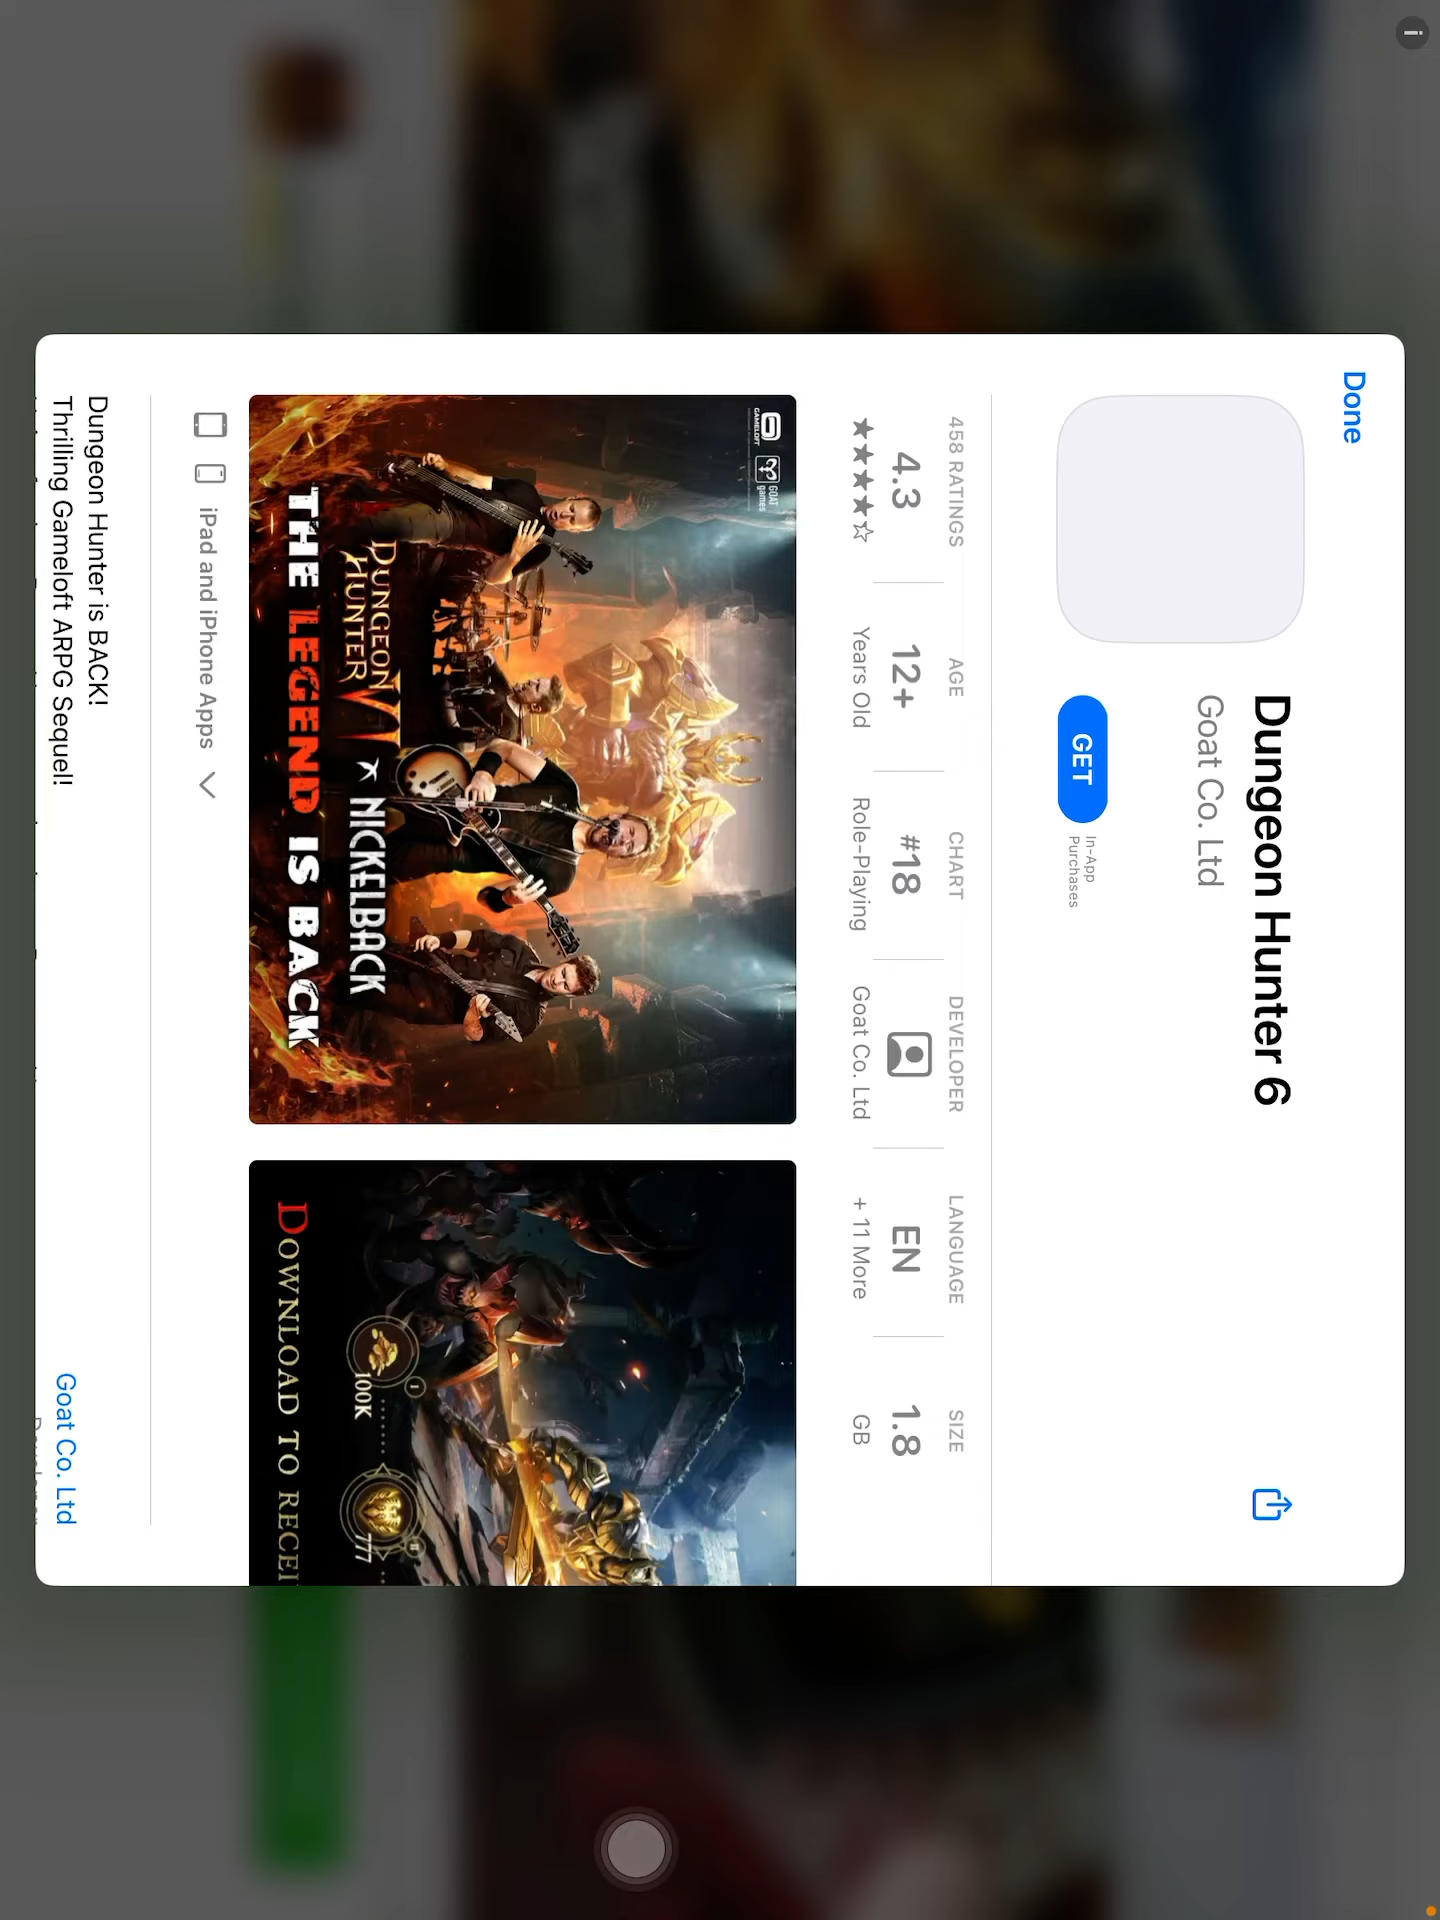 Done
Dungeon Hunter 6
Goat Co. Ltd
GET
In-App
Purchases
458 RATINGS
4.3
AGE
12+
Years Old
CHART
#18
Role-Playing
DEVELOPER
Goat Co. Ltd
LANGUAGE
EN
+ 11 More
SIZE
1.8
GB
GAMELOFT
GOAT
games
DUNGEON
HUNTER VI
NICKELBACK
THE LEGEND IS BACK
I
II
100K
777
DOWNLOAD TO RECEI
iPad and iPhone Apps
Dungeon Hunter is BACK!
Thrilling Gameloft ARPG Sequel!
Goat Co. Ltd